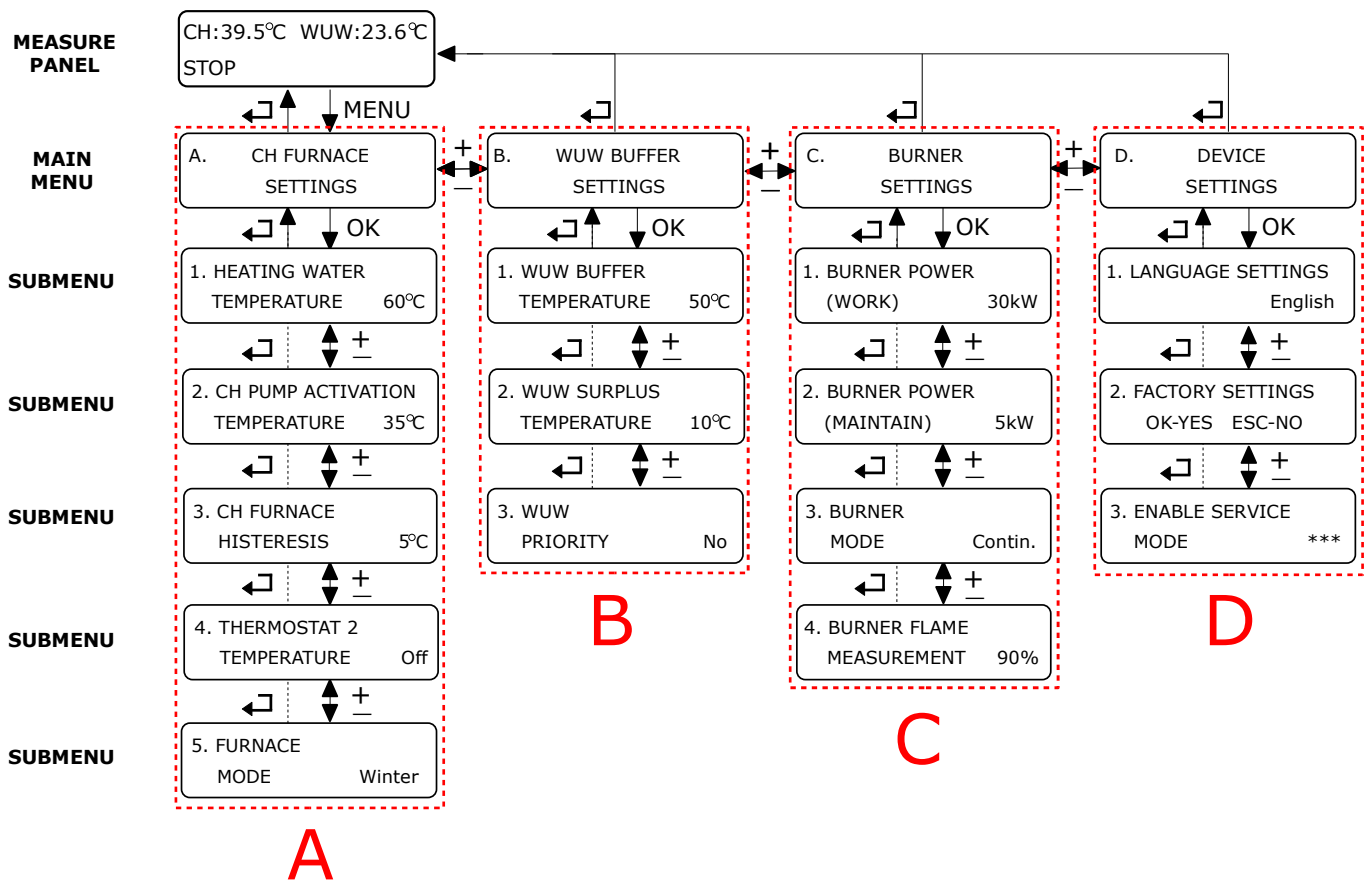 MEASURE
PANEL
CH:39.5°C WUW:23.6°C
STOP
MENU
MAIN
MENU
A. CH FURNACE
SETTINGS
+
−
B. WUW BUFFER
SETTINGS
+
−
C. BURNER
SETTINGS
+
−
D. DEVICE
SETTINGS
OK
OK
OK
OK
SUBMENU
1. HEATING WATER
TEMPERATURE 60°C
1. WUW BUFFER
TEMPERATURE 50°C
1. BURNER POWER
(WORK) 30kW
1. LANGUAGE SETTINGS
English
+
−
+
−
+
−
+
−
SUBMENU
2. CH PUMP ACTIVATION
TEMPERATURE 35°C
2. WUW SURPLUS
TEMPERATURE 10°C
2. BURNER POWER
(MAINTAIN) 5kW
2. FACTORY SETTINGS
OK-YES ESC-NO
+
−
+
−
+
−
+
−
SUBMENU
3. CH FURNACE
HISTERESIS 5°C
3. WUW
PRIORITY No
3. BURNER
MODE Contin.
3. ENABLE SERVICE
MODE ***
+
−
+
−
B
D
SUBMENU
4. THERMOSTAT 2
TEMPERATURE Off
4. BURNER FLAME
MEASUREMENT 90%
+
−
C
SUBMENU
5. FURNACE
MODE Winter
A